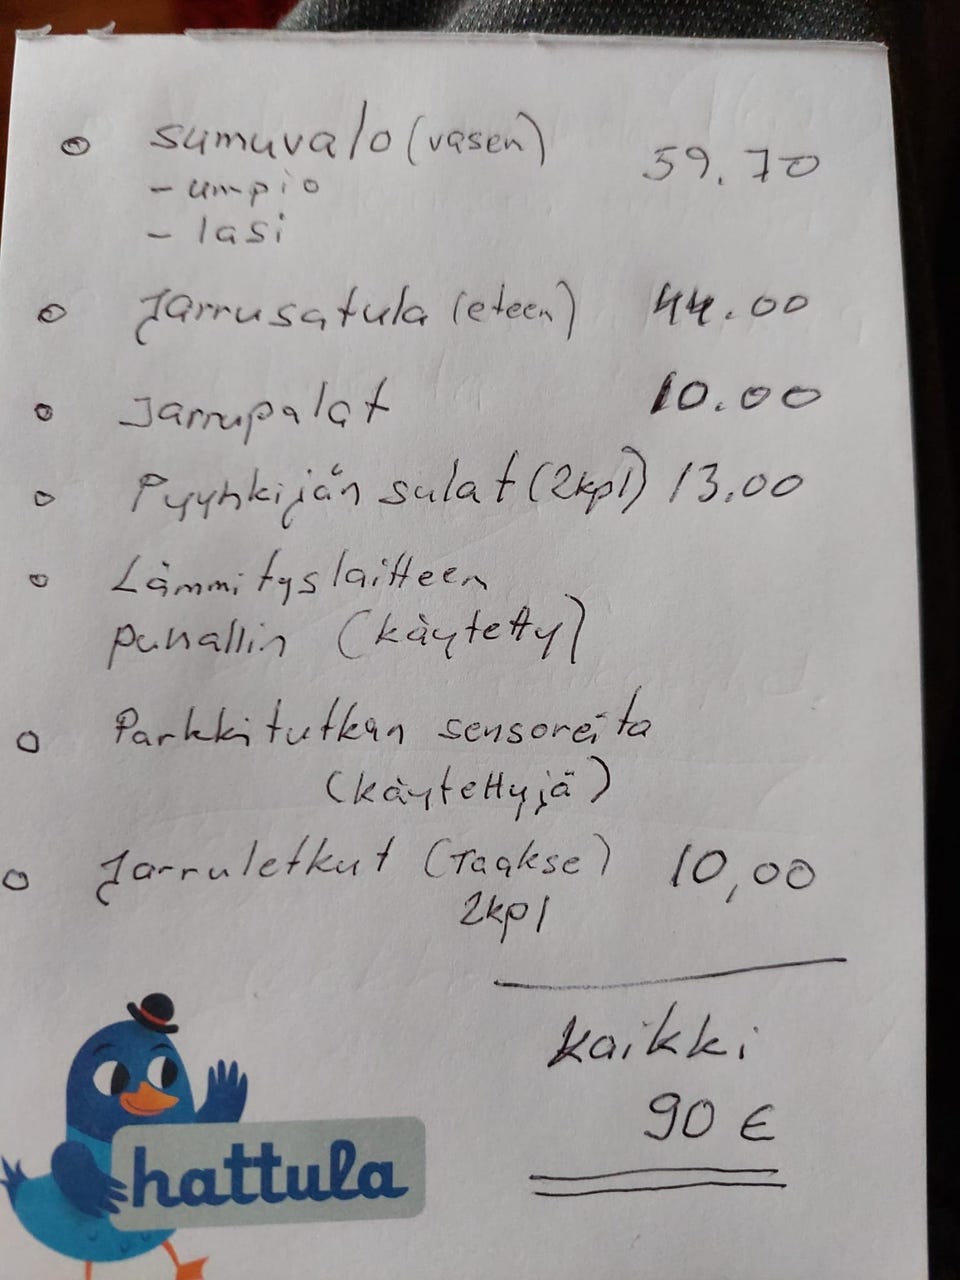 sumuvalo (vasen) 59.70
- umpio
- lasi
Jarrusatula (eteen) 44.00
Jarrupalat 10.00
Pyyhkijän sulat (2kpl) 13.00
Lämmityslaitteen
puhallin (käytetty)
Parkkitutkan sensoreita
(käytettyjä)
Jarruletkut (Taakse) 10,00
2kpl
Kaikki
90 €
hattula